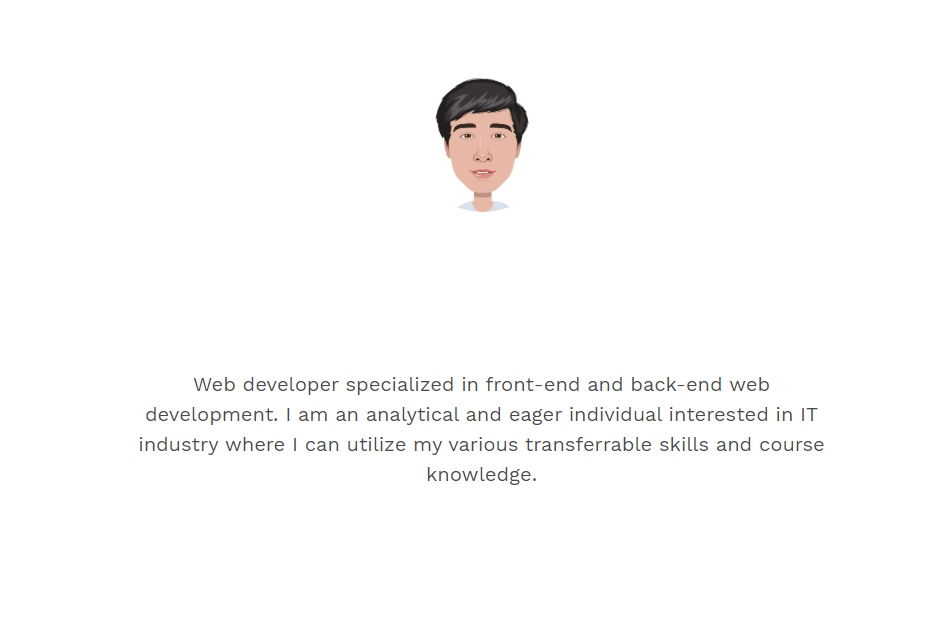 Web developer specialized in front-end and back-end web
development. I am an analytical and eager individual interested in IT
industry where I can utilize my various transferrable skills and course
knowledge.